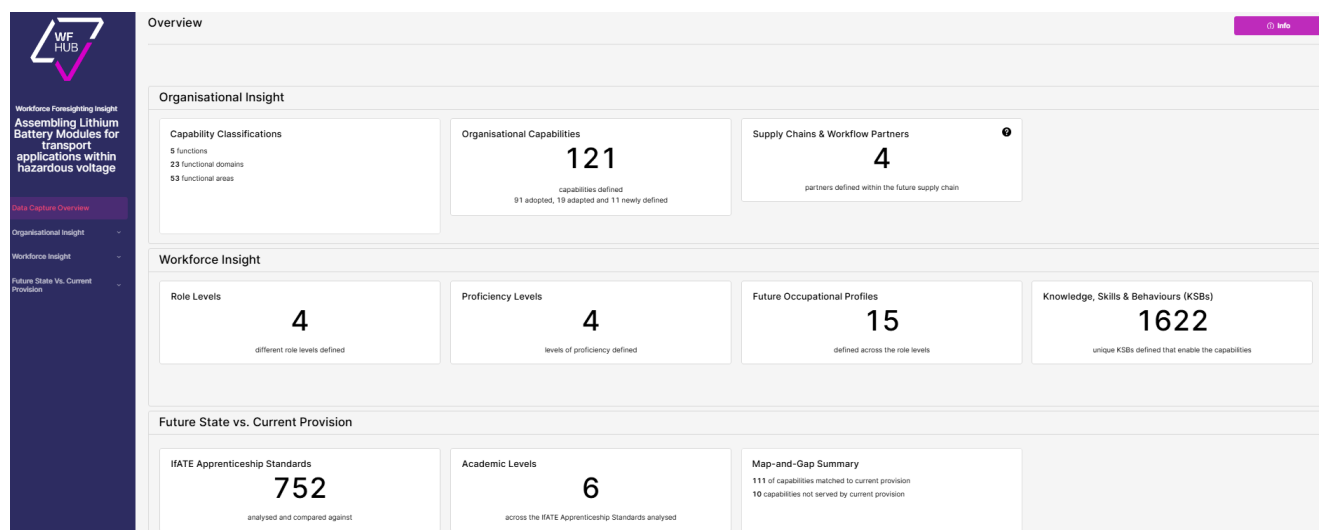 WF
HUB
Workforce Foresighting Insight
Assembling Lithium
Battery Modules for
transport
applications within
hazardous voltage
Data Capture Overview
Organisational Insight
Workforce Insight
Future State Vs. Current
Provision
Overview
Info
Organisational Insight
Capability Classifications
5 functions
23 functional domains
53 functional areas
Organisational Capabilities
121
capabilities defined
91 adopted, 19 adapted and 11 newly defined
Supply Chains & Workflow Partners
4
partners defined within the future supply chain
Workforce Insight
Role Levels
4
different role levels defined
Proficiency Levels
4
levels of proficiency defined
Future Occupational Profiles
15
defined across the role levels
Knowledge, Skills & Behaviours (KSBs)
1622
unique KSBs defined that enable the capabilities
Future State vs. Current Provision
IfATE Apprenticeship Standards
752
analysed and compared against
Academic Levels
6
across the IfATE Apprenticeship Standards analysed
Map-and-Gap Summary
111 of capabilities matched to current provision
10 capabilities not served by current provision